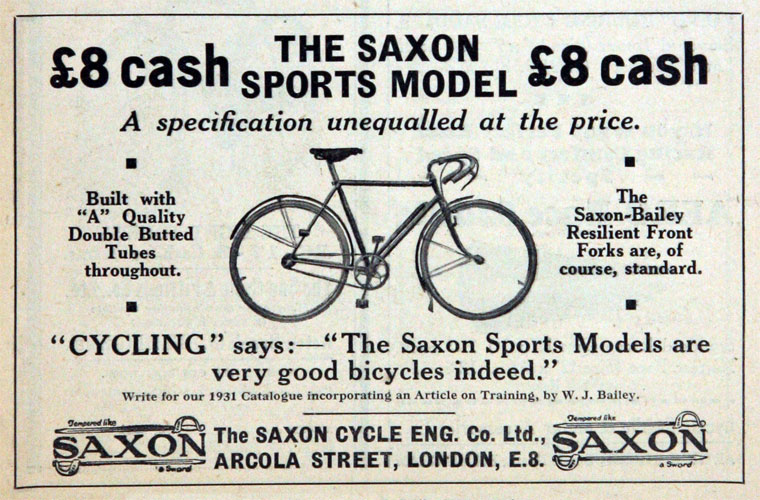 £8 cash THE SAXON SPORTS MODEL £8 cash
A specification unequalled at the price.
Built with
"A" Quality
Double Butted
Tubes
throughout.
The
Saxon-Bailey
Resilient Front
Forks are, of
course, standard.
"CYCLING" says:—"The Saxon Sports Models are
very good bicycles indeed."
Write for our 1931 Catalogue incorporating an Article on Training, by W. J. Bailey.
Tempered like
SAXON
a Sword
The SAXON CYCLE ENG. Co. Ltd.,
ARCOLA STREET, LONDON, E.8.
Tempered like
SAXON
a Sword